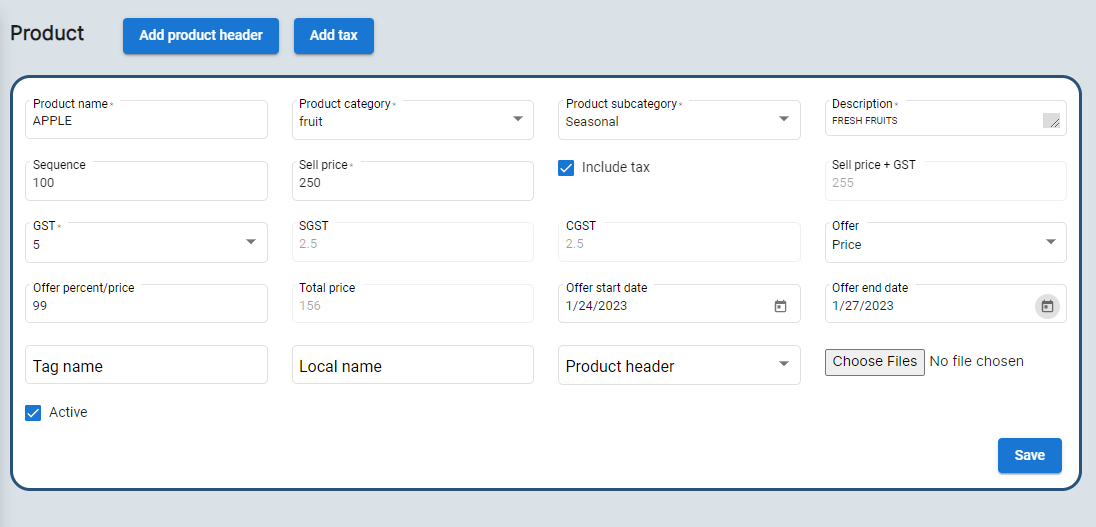 Product
Add product header
Add tax
Product name*
APPLE
Product category*
fruit
Product subcategory*
Seasonal
Description*
FRESH FRUITS
Sequence
100
Sell price*
250
Include tax
Sell price + GST
255
GST*
5
SGST
2.5
CGST
2.5
Offer
Price
Offer percent/price
99
Total price
156
Offer start date
1/24/2023
Offer end date
1/27/2023
Tag name
Local name
Product header
Choose Files No file chosen
Active
Save